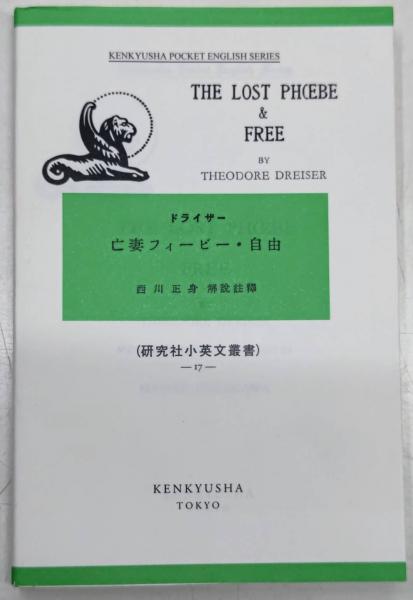 KENKYUSHA POCKET ENGLISH SERIES
THE LOST PHŒBE
&
FREE
BY
THEODORE DREISER
ドライザー
亡妻フィービー・自由
西川正身 解説註釋
(研究社小英文叢書)
—17—
KENKYUSHA
TOKYO